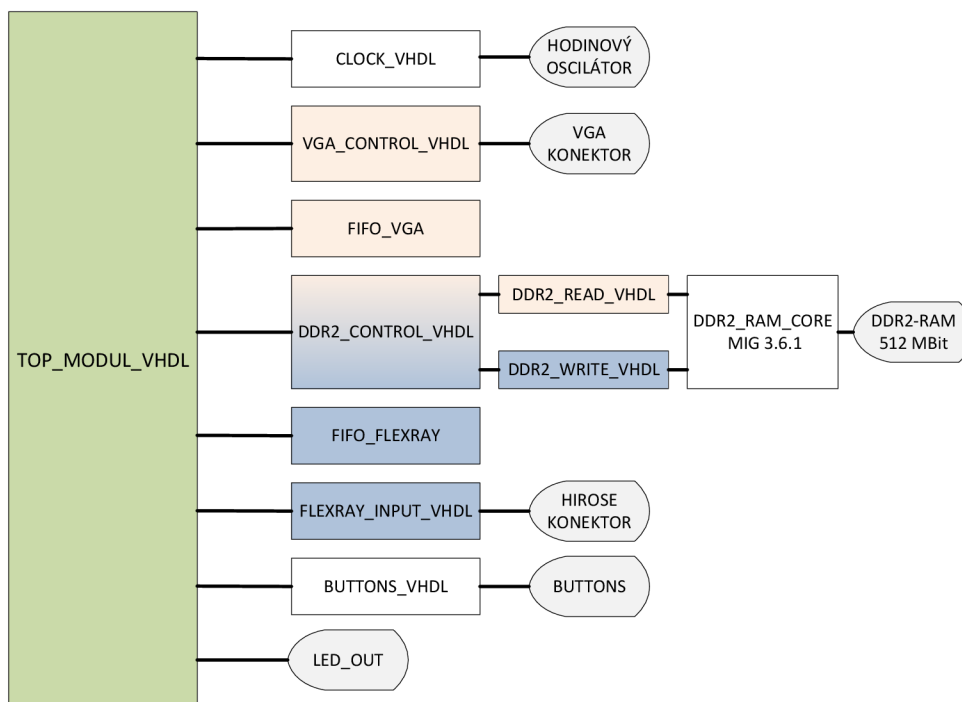 TOP_MODUL_VHDL
CLOCK_VHDL
HODINOVÝ
OSCILÁTOR
VGA_CONTROL_VHDL
VGA
KONEKTOR
FIFO_VGA
DDR2_CONTROL_VHDL
DDR2_READ_VHDL
DDR2_WRITE_VHDL
DDR2_RAM_CORE
MIG 3.6.1
DDR2-RAM
512 MBit
FIFO_FLEXRAY
FLEXRAY_INPUT_VHDL
HIROSE
KONEKTOR
BUTTONS_VHDL
BUTTONS
LED_OUT